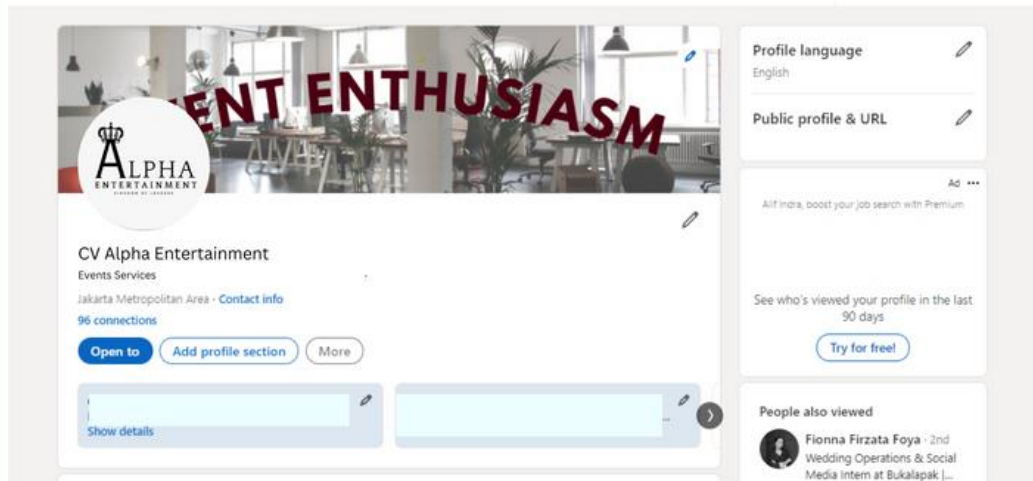 ENT ENTHUSIASM
ALPHA
ENTERTAINMENT
CV Alpha Entertainment
Events Services
Jakarta Metropolitan Area · Contact info
96 connections
Open to
Add profile section
More
Show details
...
Profile language
English
Public profile & URL
Ad •••
Alif Indra, boost your job search with Premium
See who's viewed your profile in the last
90 days
Try for free!
People also viewed
Fionna Firzata Foya · 2nd
Wedding Operations & Social
Media Intern at Bukalapak |...